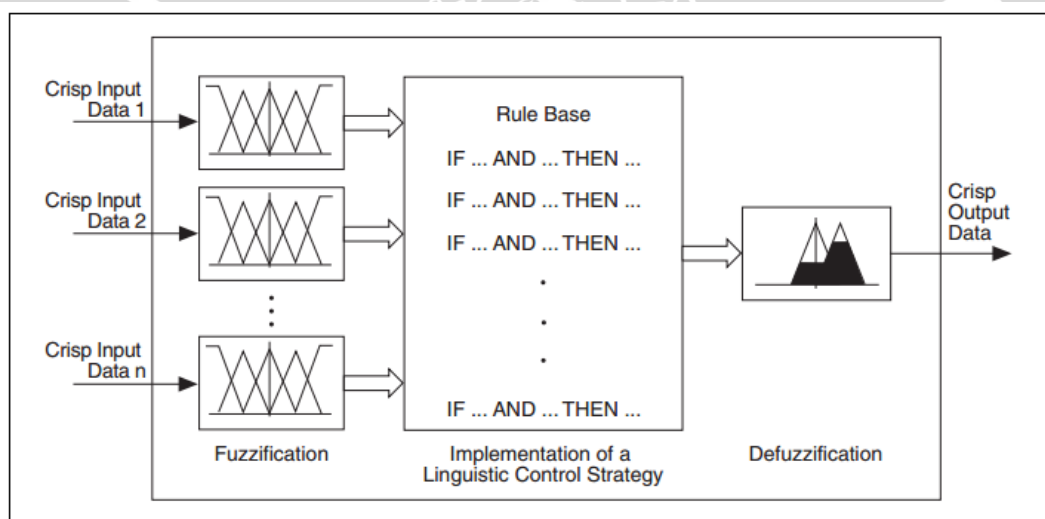 Crisp Input
Data 1
Crisp Input
Data 2
Crisp Input
Data n
Rule Base
IF ... AND ... THEN ...
IF ... AND ... THEN ...
IF ... AND ... THEN ...
IF ... AND ... THEN ...
Crisp
Output
Data
Fuzzification
Implementation of a
Linguistic Control Strategy
Defuzzification